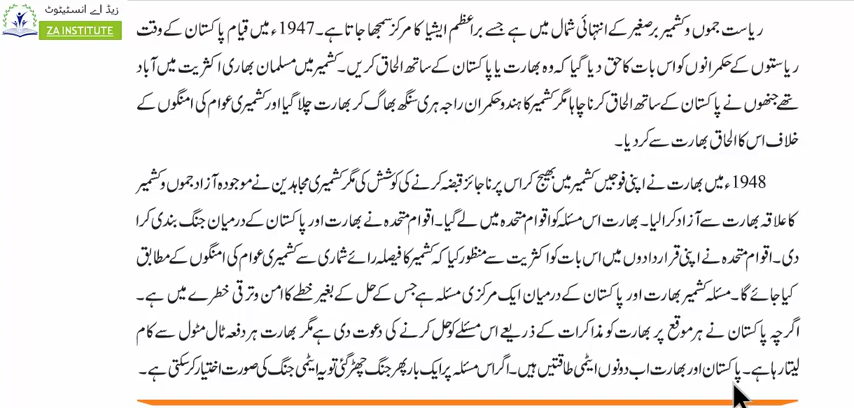 زیڈ اے انسٹیٹوٹ
ZA INSTITUTE
ریاست جموں و کشمیر برصغیر کے انتہائی شمال میں ہے جسے براعظم ایشیا کا مرکز سمجھا جاتا ہے۔ 1947ء میں قیام پاکستان کے وقت
ریاستوں کے حکمرانوں کو اس بات کا حق دیا گیا کہ وہ بھارت یا پاکستان کے ساتھ الحاق کریں۔ کشمیر میں مسلمان بھاری اکثریت میں آباد
تھے جنھوں نے پاکستان کے ساتھ الحاق کرنا چاہا مگر کشمیر کا ہندو حکمران راجہ ہری سنگھ بھاگ کر بھارت چلا گیا اور کشمیری عوام کی امنگوں کے
خلاف اس کا الحاق بھارت سے کر دیا۔
1948ء میں بھارت نے اپنی فوجیں کشمیر میں بھیج کر اس پر ناجائز قبضہ کرنے کی کوشش کی مگر کشمیری مجاہدین نے موجودہ آزاد جموں و کشمیر
کا علاقہ بھارت سے آزاد کرا لیا۔ بھارت اس مسئلہ کو اقوام متحدہ میں لے گیا۔ اقوام متحدہ نے بھارت اور پاکستان کے درمیان جنگ بندی کرا
دی۔ اقوام متحدہ نے اپنی قراردادوں میں اس بات کو اکثریت سے منظور کیا کہ کشمیر کا فیصلہ رائے شماری سے کشمیری عوام کی امنگوں کے مطابق
کیا جائے گا۔ مسئلہ کشمیر بھارت اور پاکستان کے درمیان ایک مرکزی مسئلہ ہے جس کے حل کے بغیر خطے کا امن و ترقی خطرے میں ہے۔
اگرچہ پاکستان نے ہر موقع پر بھارت کو مذاکرات کے ذریعے اس مسئلے کو حل کرنے کی دعوت دی ہے مگر بھارت ہر دفعہ ٹال مٹول سے کام
لیتا رہا ہے۔ پاکستان اور بھارت اب دونوں ایٹمی طاقتیں ہیں۔ اگر اس مسئلہ پر ایک بار پھر جنگ چھڑ گئی تو یہ ایٹمی جنگ کی صورت اختیار کر سکتی ہے۔